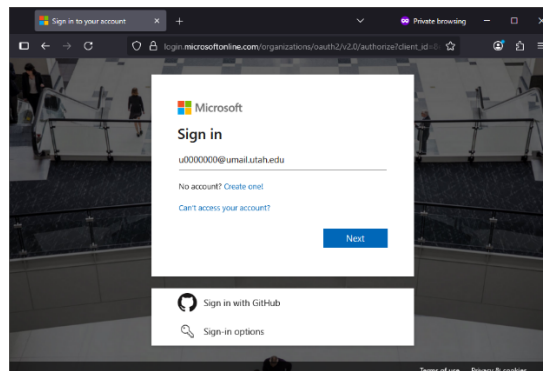 Sign in to your account
Private browsing
login.microsoftonline.com/organizations/oauth2/v2.0/authorize?client_id=
Microsoft
Sign in
u0000000@umail.utah.edu
No account? Create one!
Can't access your account?
Next
Sign in with GitHub
Sign-in options
Terms of use Privacy & cookies